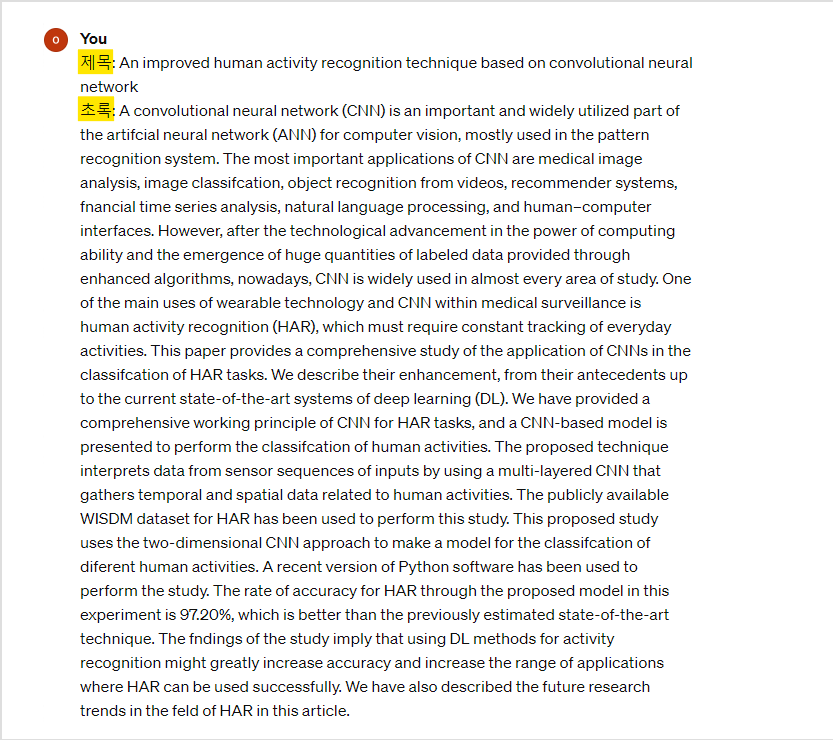 O
You
제목: An improved human activity recognition technique based on convolutional neural
network
초록: A convolutional neural network (CNN) is an important and widely utilized part of
the artifcial neural network (ANN) for computer vision, mostly used in the pattern
recognition system. The most important applications of CNN are medical image
analysis, image classifcation, object recognition from videos, recommender systems,
fnancial time series analysis, natural language processing, and human–computer
interfaces. However, after the technological advancement in the power of computing
ability and the emergence of huge quantities of labeled data provided through
enhanced algorithms, nowadays, CNN is widely used in almost every area of study. One
of the main uses of wearable technology and CNN within medical surveillance is
human activity recognition (HAR), which must require constant tracking of everyday
activities. This paper provides a comprehensive study of the application of CNNs in the
classifcation of HAR tasks. We describe their enhancement, from their antecedents up
to the current state-of-the-art systems of deep learning (DL). We have provided a
comprehensive working principle of CNN for HAR tasks, and a CNN-based model is
presented to perform the classifcation of human activities. The proposed technique
interprets data from sensor sequences of inputs by using a multi-layered CNN that
gathers temporal and spatial data related to human activities. The publicly available
WISDM dataset for HAR has been used to perform this study. This proposed study
uses the two-dimensional CNN approach to make a model for the classifcation of
diferent human activities. A recent version of Python software has been used to
perform the study. The rate of accuracy for HAR through the proposed model in this
experiment is 97.20%, which is better than the previously estimated state-of-the-art
technique. The fndings of the study imply that using DL methods for activity
recognition might greatly increase accuracy and increase the range of applications
where HAR can be used successfully. We have also described the future research
trends in the feld of HAR in this article.